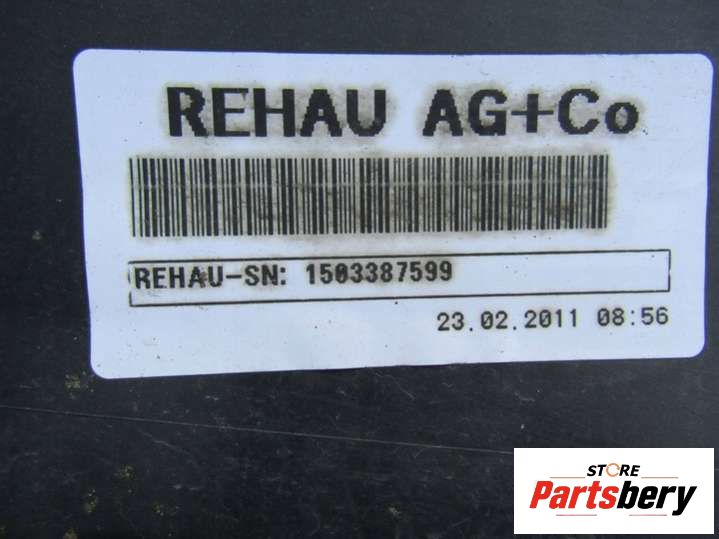 REHAU AG+Co
REHAU-SN: 1503387599
23.02.2011 08:56
STORE
Partsbery